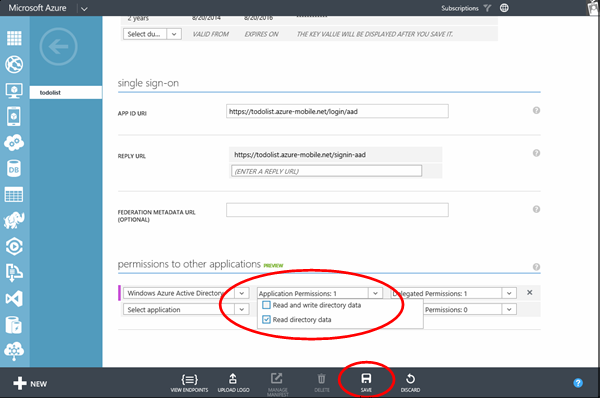 Microsoft Azure
Subscriptions
todolist
2 years
8/20/2014
8/20/2016
Select du...
VALID FROM
EXPIRES ON
THE KEY VALUE WILL BE DISPLAYED AFTER YOU SAVE IT.
single sign-on
APP ID URI
https://todolist.azure-mobile.net/login/aad
REPLY URL
https://todolist.azure-mobile.net/signin-aad
(ENTER A REPLY URL)
FEDERATION METADATA URL
(OPTIONAL)
permissions to other applications PREVIEW
Windows Azure Active Directory
Application Permissions: 1
Delegated Permissions: 1
Select application
Read and write directory data
Permissions: 0
Read directory data
DB
NEW
VIEW ENDPOINTS
UPLOAD LOGO
MANAGE
MANIFEST
DELETE
SAVE
DISCARD